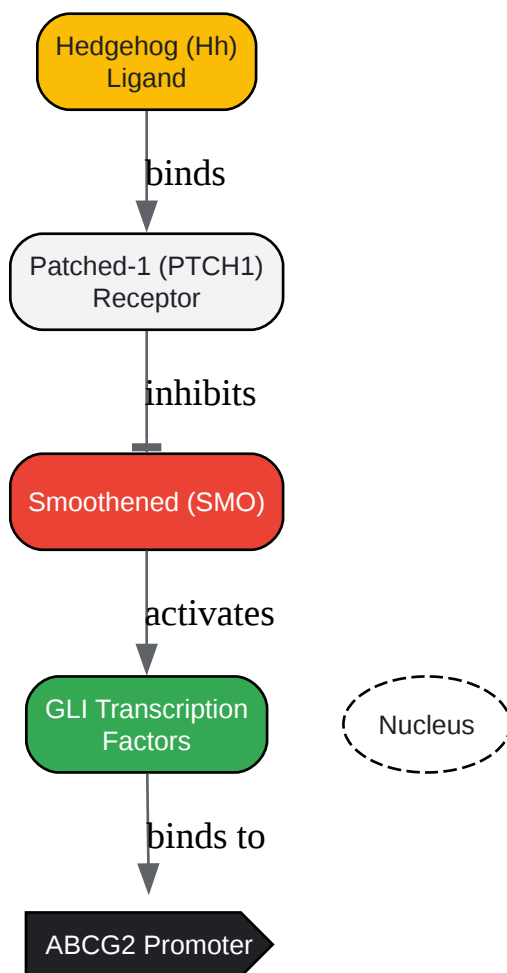 Hedgehog (Hh)
Ligand
binds
Patched-1 (PTCH1)
Receptor
inhibits
Smoothened (SMO)
activates
GLI Transcription
Factors
Nucleus
binds to
ABCG2 Promoter